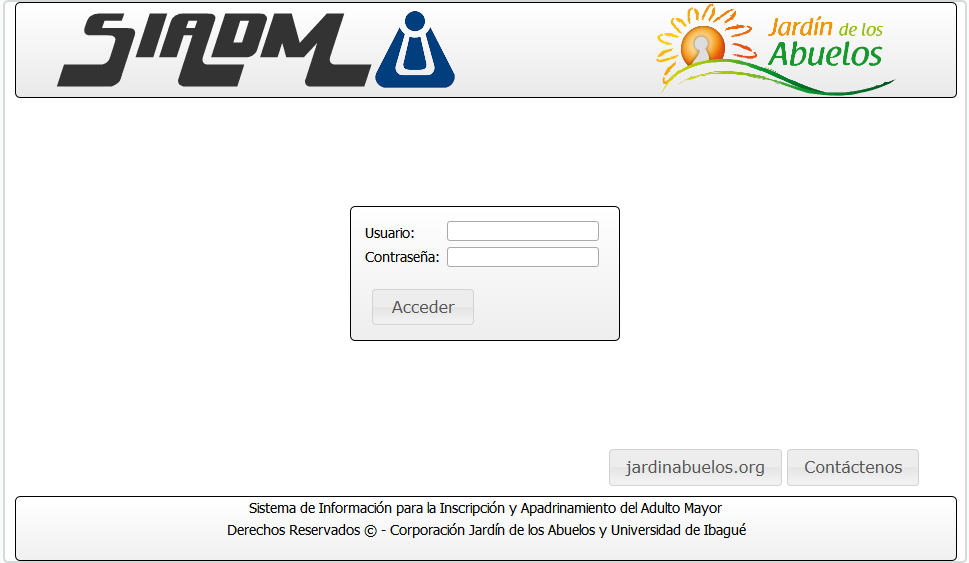 SIADM
Jardín de los
Abuelos
Usuario:
Contraseña:
Acceder
jardinabuelos.org
Contáctenos
Sistema de Información para la Inscripción y Apadrinamiento del Adulto Mayor
Derechos Reservados © - Corporación Jardín de los Abuelos y Universidad de Ibagué